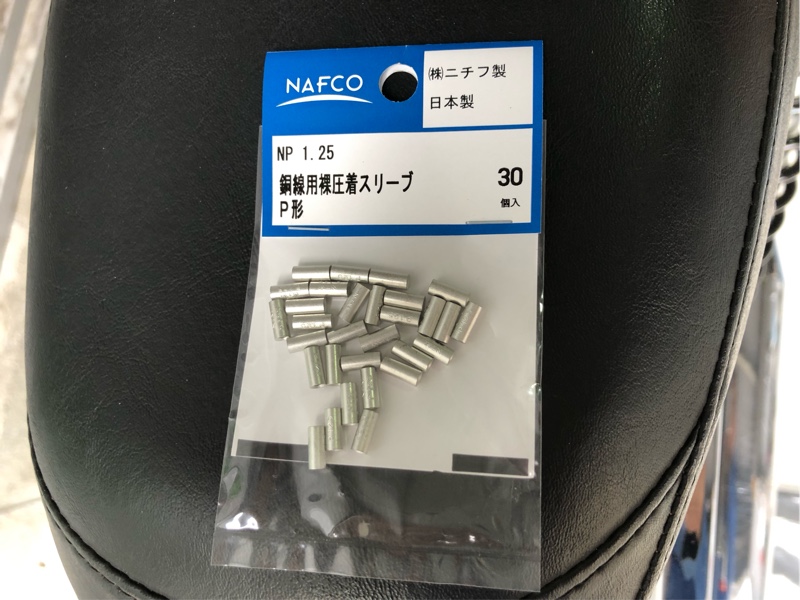 NAFCO
㈱ニチフ製
日本製
NP 1.25
銅線用裸圧着スリーブ
P形
30
個入